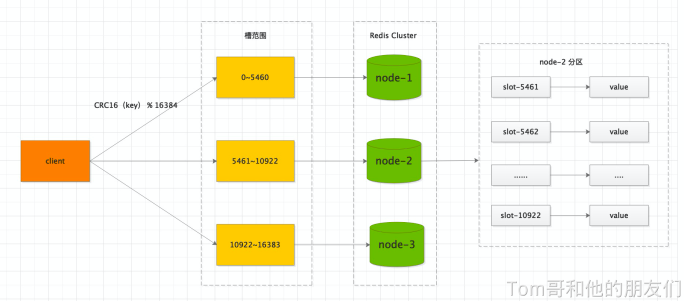 槽范围
Redis Cluster
node-2 分区
0~5460
node-1
slot-5461
value
CRC16（key） % 16384
slot-5462
value
client
5461~10922
node-2
......
....
slot-10922
value
10922~16383
node-3
Tom哥和他的朋友们